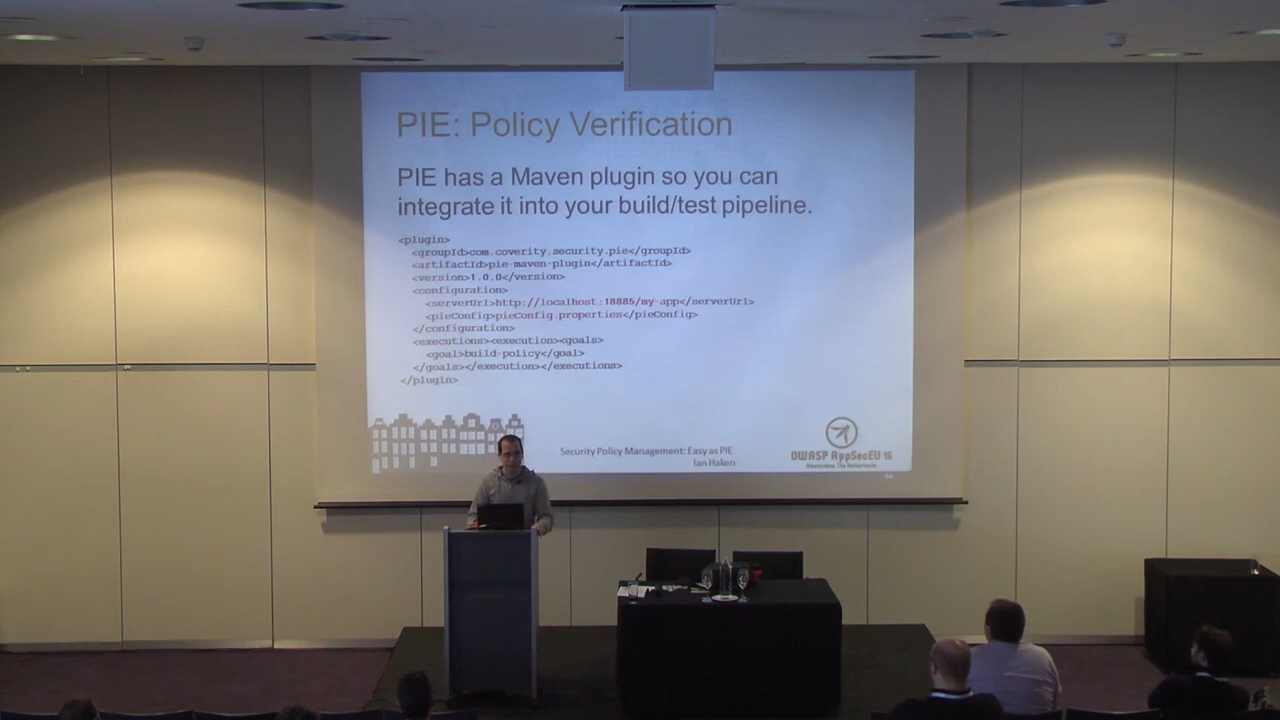 PIE: Policy Verification
PIE has a Maven plugin so you can
integrate it into your build/test pipeline.
<plugin>
<groupId>com.coverity.security.pie</groupId>
<artifactId>pie-maven-plugin</artifactId>
<version>1.0.0</version>
<configuration>
<serverUrl>http://localhost:18885/my-app</serverUrl>
<pieConfig>pieConfig.properties</pieConfig>
</configuration>
<executions><execution><goals>
<goal>build-policy</goal>
</goals></execution></executions>
</plugin>
Security Policy Management: Easy as PIE
Ian Haken
OWASP AppSecEU 15
Amsterdam, The Netherlands